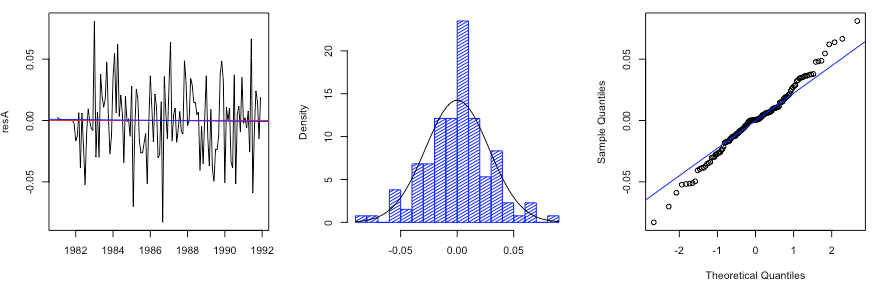 resA
0.05
0.00
-0.05
1982 1984 1986 1988 1990 1992
Density
20
15
10
5
0
-0.05 0.00 0.05
Sample Quantiles
0.05
0.00
-0.05
-2 -1 0 1 2
Theoretical Quantiles